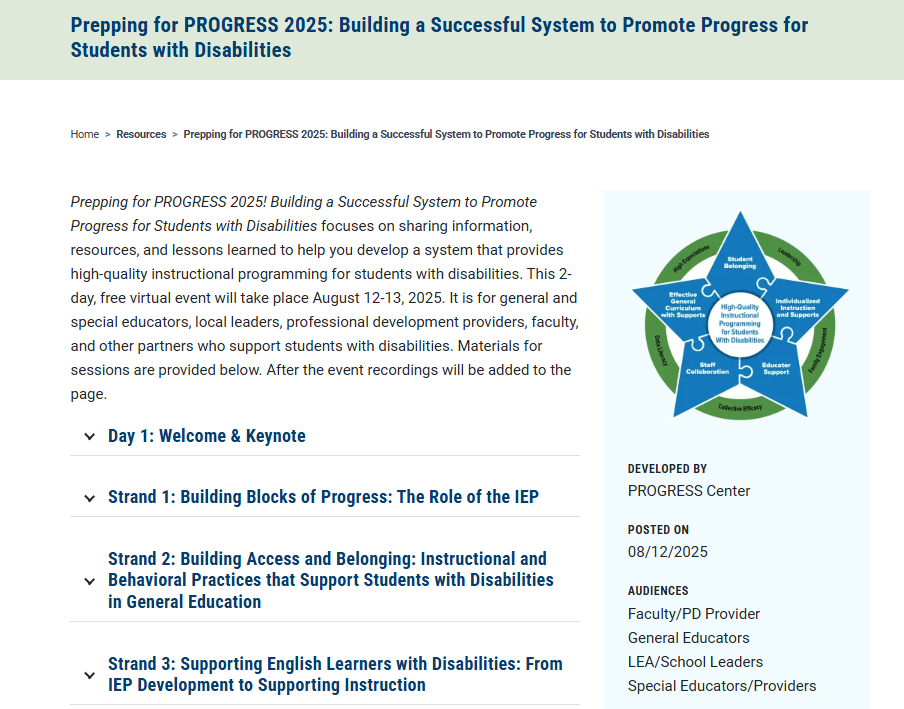 Prepping for PROGRESS 2025: Building a Successful System to Promote Progress for
Students with Disabilities
Home > Resources > Prepping for PROGRESS 2025: Building a Successful System to Promote Progress for Students with Disabilities
Prepping for PROGRESS 2025! Building a Successful System to Promote
Progress for Students with Disabilities focuses on sharing information,
resources, and lessons learned to help you develop a system that provides
high-quality instructional programming for students with disabilities. This 2-
day, free virtual event will take place August 12-13, 2025. It is for general and
special educators, local leaders, professional development providers, faculty,
and other partners who support students with disabilities. Materials for
sessions are provided below. After the event recordings will be added to the
page.
Day 1: Welcome & Keynote
Strand 1: Building Blocks of Progress: The Role of the IEP
Strand 2: Building Access and Belonging: Instructional and
Behavioral Practices that Support Students with Disabilities
in General Education
Strand 3: Supporting English Learners with Disabilities: From
IEP Development to Supporting Instruction
High Expectations
Leadership
Student
Belonging
Effective
General
Curriculum
with Supports
High-Quality
Instructional
Programming
for Students
With Disabilities
Individualized
Instruction
and Supports
Data Literacy
Family Engagement
Staff
Collaboration
Educator
Support
Collective Efficacy
DEVELOPED BY
PROGRESS Center
POSTED ON
08/12/2025
AUDIENCES
Faculty/PD Provider
General Educators
LEA/School Leaders
Special Educators/Providers